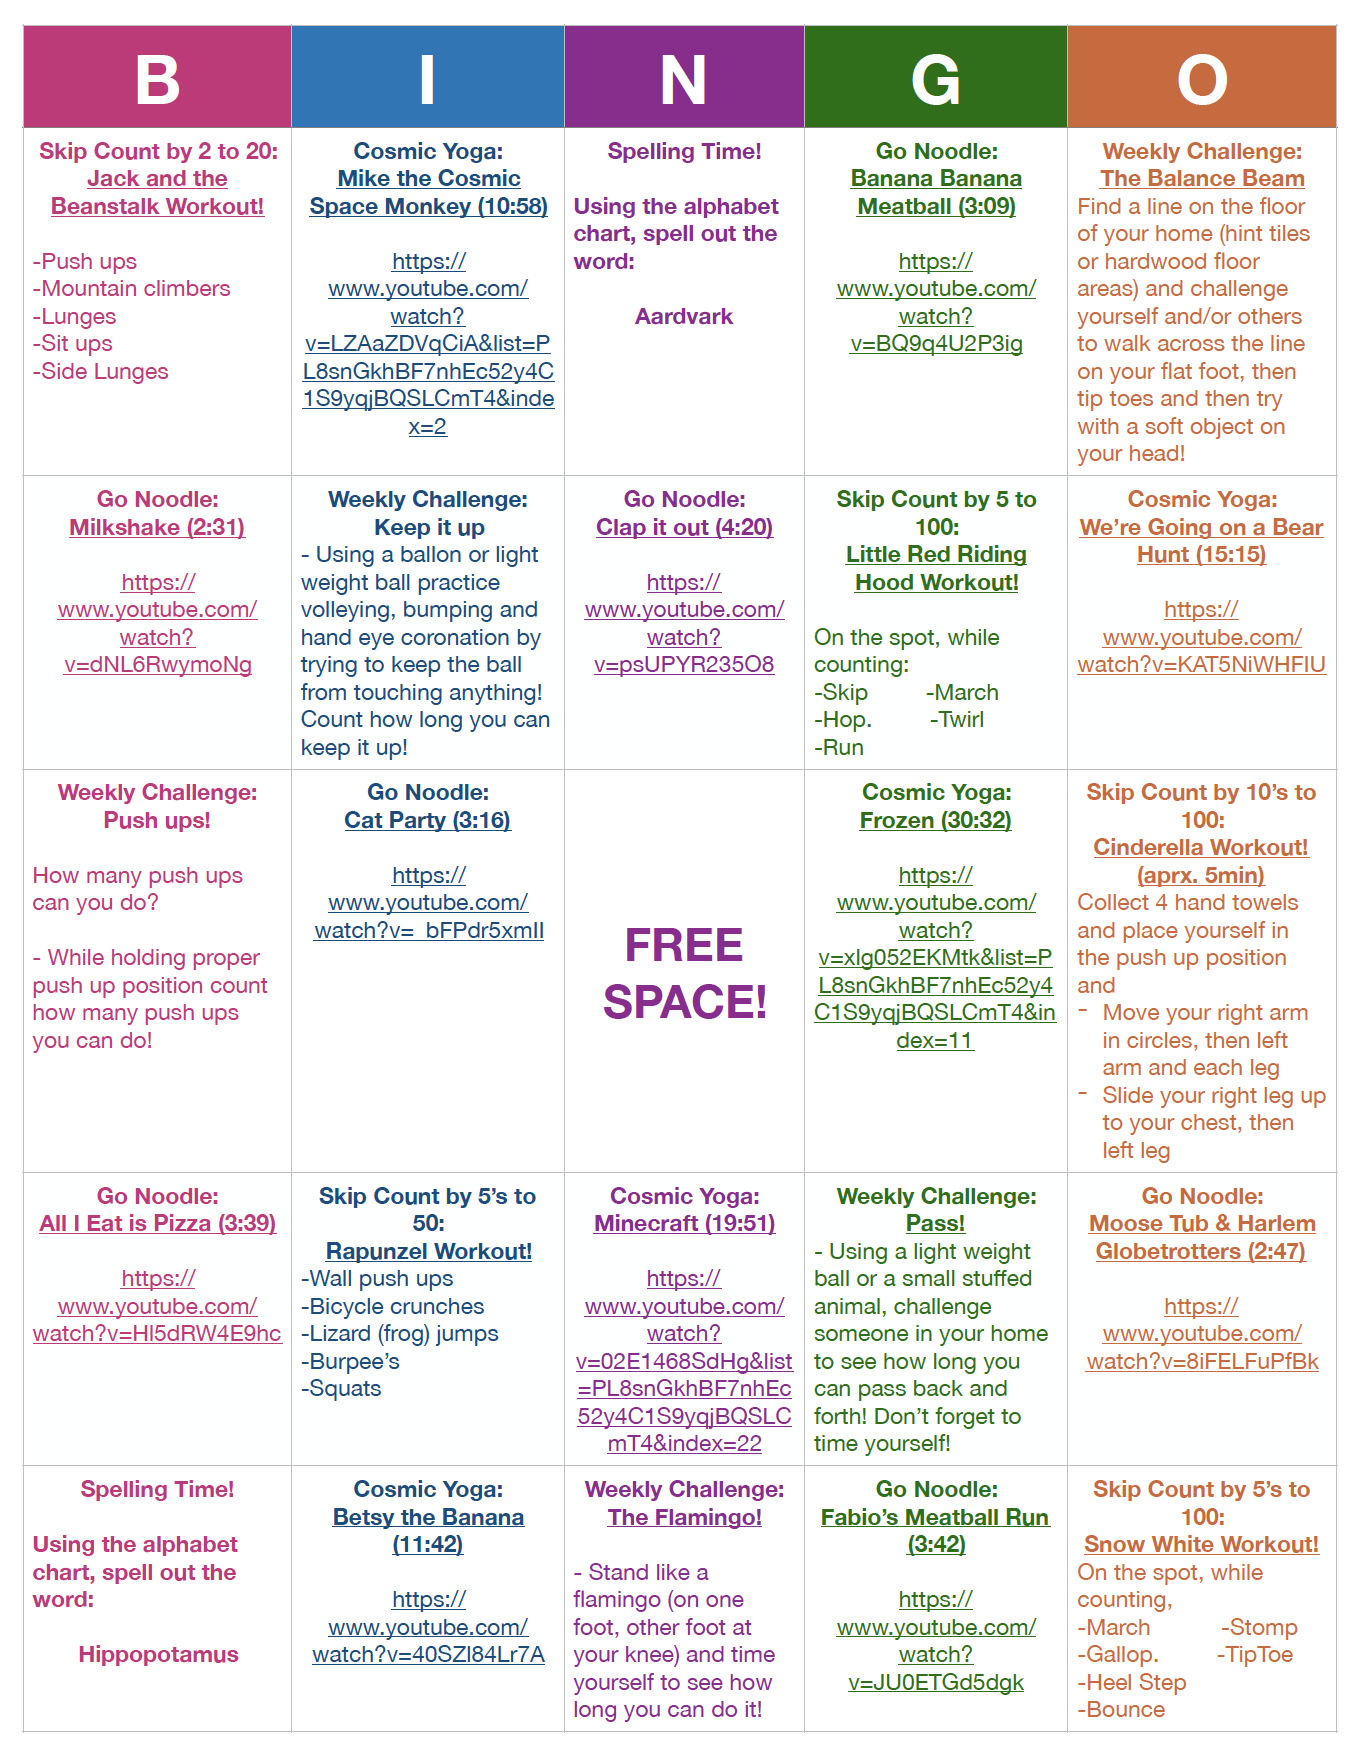 B
I
N
G
O
Skip Count by 2 to 20:
Jack and the
Beanstalk Workout!
-Push ups
-Mountain climbers
-Lunges
-Sit ups
-Side Lunges
Cosmic Yoga:
Mike the Cosmic
Space Monkey (10:58)
https://
www.youtube.com/
watch?
v=LZAaZDVqCiA&list=P
L8snGkhBF7nhEc52y4C
1S9yqjBQSLCmT4&inde
x=2
Spelling Time!
Using the alphabet
chart, spell out the
word:
Aardvark
Go Noodle:
Banana Banana
Meatball (3:09)
https://
www.youtube.com/
watch?
v=BQ9q4U2P3ig
Weekly Challenge:
The Balance Beam
Find a line on the floor
of your home (hint tiles
or hardwood floor
areas) and challenge
yourself and/or others
to walk across the line
on your flat foot, then
tip toes and then try
with a soft object on
your head!
Go Noodle:
Milkshake (2:31)
https://
www.youtube.com/
watch?
v=dNL6RwymoNg
Weekly Challenge:
Keep it up
- Using a ballon or light
weight ball practice
volleying, bumping and
hand eye coronation by
trying to keep the ball
from touching anything!
Count how long you can
keep it up!
Go Noodle:
Clap it out (4:20)
https://
www.youtube.com/
watch?
v=psUPYR235O8
Skip Count by 5 to
100:
Little Red Riding
Hood Workout!
On the spot, while
counting:
-Skip -March
-Hop. -Twirl
-Run
Cosmic Yoga:
We're Going on a Bear
Hunt (15:15)
https://
www.youtube.com/
watch?v=KAT5NiWHFIU
Weekly Challenge:
Push ups!
How many push ups
can you do?
- While holding proper
push up position count
how many push ups
you can do!
Go Noodle:
Cat Party (3:16)
https://
www.youtube.com/
watch?v=_bFPdr5xmII
FREE
SPACE!
Cosmic Yoga:
Frozen (30:32)
https://
www.youtube.com/
watch?
v=xlg052EKMtk&list=P
L8snGkhBF7nhEc52y4
C1S9yqjBQSLCmT4&in
dex=11
Skip Count by 10's to
100:
Cinderella Workout!
(aprx. 5min)
Collect 4 hand towels
and place yourself in
the push up position
and
- Move your right arm
in circles, then left
arm and each leg
- Slide your right leg up
to your chest, then
left leg
Go Noodle:
All I Eat is Pizza (3:39)
https://
www.youtube.com/
watch?v=Hl5dRW4E9hc
Skip Count by 5's to
50:
Rapunzel Workout!
-Wall push ups
-Bicycle crunches
-Lizard (frog) jumps
-Burpee's
-Squats
Cosmic Yoga:
Minecraft (19:51)
https://
www.youtube.com/
watch?
v=02E1468SdHg&list
=PL8snGkhBF7nhEc
52y4C1S9yqjBQSLC
mT4&index=22
Weekly Challenge:
Pass!
- Using a light weight
ball or a small stuffed
animal, challenge
someone in your home
to see how long you
can pass back and
forth! Don't forget to
time yourself!
Go Noodle:
Moose Tub & Harlem
Globetrotters (2:47)
https://
www.youtube.com/
watch?v=8iFELFuPfBk
Spelling Time!
Using the alphabet
chart, spell out the
word:
Hippopotamus
Cosmic Yoga:
Betsy the Banana
(11:42)
https://
www.youtube.com/
watch?v=40SZl84Lr7A
Weekly Challenge:
The Flamingo!
- Stand like a
flamingo (on one
foot, other foot at
your knee) and time
yourself to see how
long you can do it!
Go Noodle:
Fabio's Meatball Run
(3:42)
https://
www.youtube.com/
watch?
v=JU0ETGd5dgk
Skip Count by 5's to
100:
Snow White Workout!
On the spot, while
counting,
-March -Stomp
-Gallop. -TipToe
-Heel Step
-Bounce